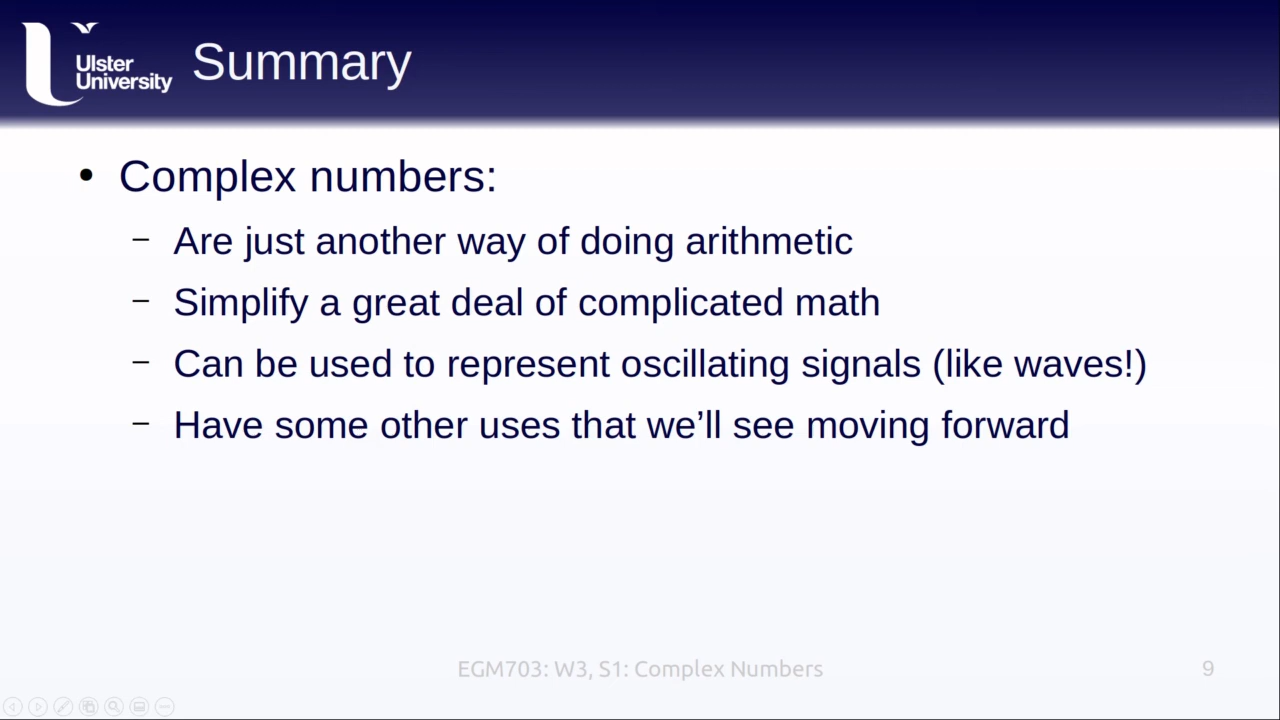 Ulster
University
Summary
• Complex numbers:
– Are just another way of doing arithmetic
– Simplify a great deal of complicated math
– Can be used to represent oscillating signals (like waves!)
– Have some other uses that we’ll see moving forward
EGM703: W3, S1: Complex Numbers
9